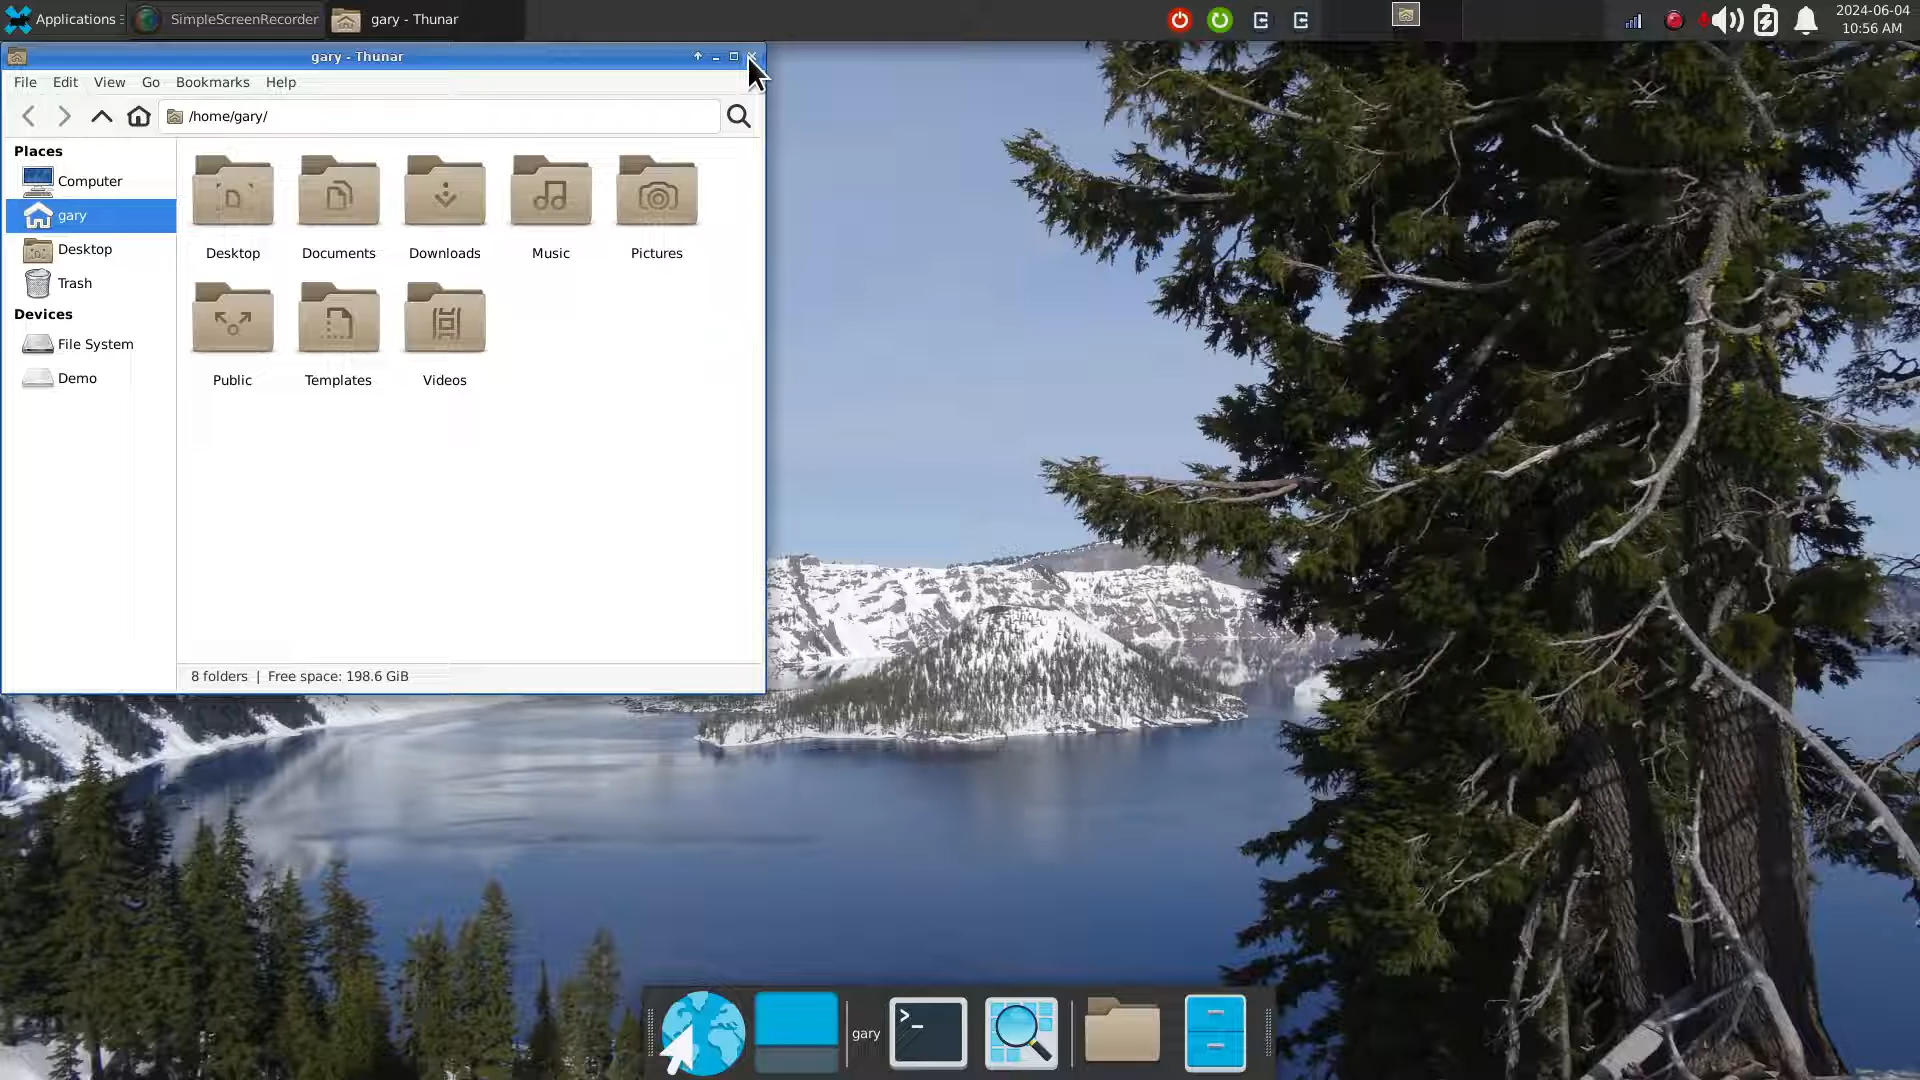 Applications
SimpleScreenRecorder
gary - Thunar
2024-06-04
10:56 AM
gary - Thunar
File Edit View Go Bookmarks Help
/home/gary/
Places
Computer
gary
Desktop
Trash
Devices
File System
Demo
Desktop Documents Downloads Music Pictures
Public Templates Videos
8 folders | Free space: 198.6 GiB
gary